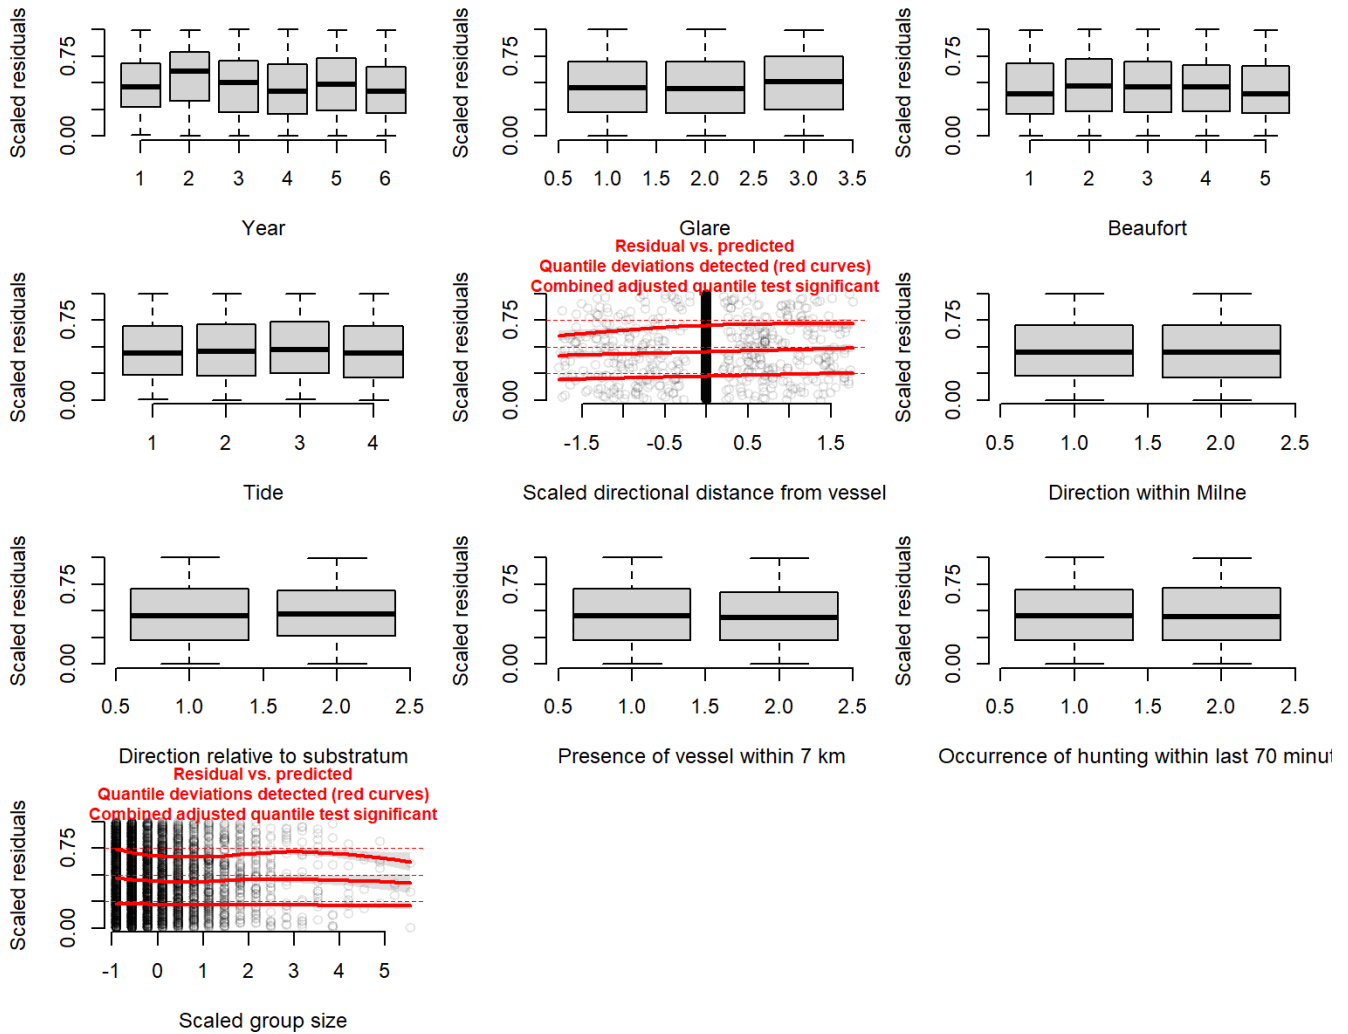 Scaled residuals
0.00 0.75
1 2 3 4 5 6
Year
Scaled residuals
0.00 0.75
0.5 1.0 1.5 2.0 2.5 3.0 3.5
Glare
Scaled residuals
0.00 0.75
1 2 3 4 5
Beaufort
Scaled residuals
0.00 0.75
1 2 3 4
Tide
Residual vs. predicted
Quantile deviations detected (red curves)
Combined adjusted quantile test significant
Scaled residuals
0.00 0.75
-1.5 -0.5 0.5 1.5
Scaled directional distance from vessel
Scaled residuals
0.00 0.75
0.5 1.0 1.5 2.0 2.5
Direction within Milne
Scaled residuals
0.00 0.75
0.5 1.0 1.5 2.0 2.5
Direction relative to substratum
Scaled residuals
0.00 0.75
0.5 1.0 1.5 2.0 2.5
Presence of vessel within 7 km
Scaled residuals
0.00 0.75
0.5 1.0 1.5 2.0 2.5
Occurrence of hunting within last 70 minut
Residual vs. predicted
Quantile deviations detected (red curves)
Combined adjusted quantile test significant
Scaled residuals
0.00 0.75
-1 0 1 2 3 4 5
Scaled group size